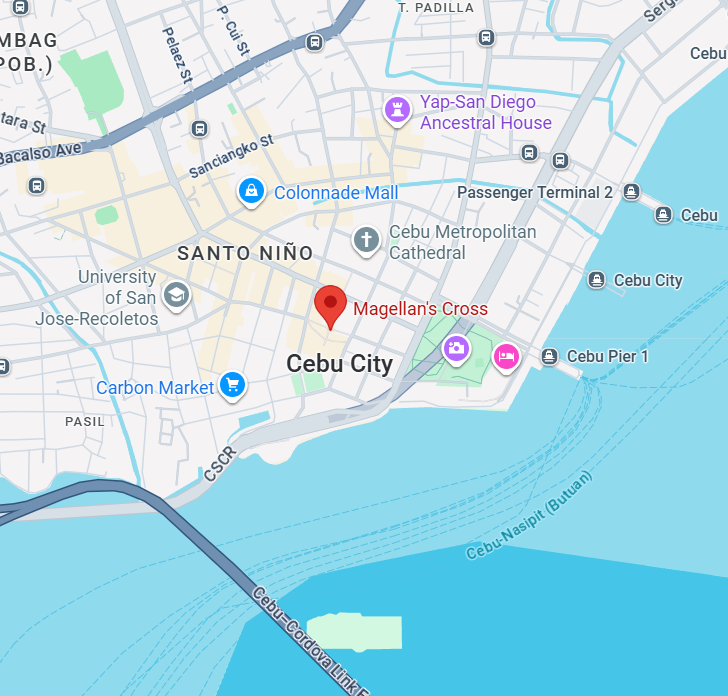 T. PADILLA
Sergi
MBAG
POB.)
P. Cui St
Pelaez St
Cebu
Yap-San Diego
Ancestral House
tara St
Bacalso Ave
Sanciangko St
Colonnade Mall
Passenger Terminal 2
Cebu
SANTO NIÑO
Cebu Metropolitan
Cathedral
University
of San
Jose-Recoletos
Cebu City
Magellan's Cross
Cebu City
Cebu Pier 1
Carbon Market
PASIL
CSCR
Cebu-Nasipit (Butuan)
Cebu–Cordova Link E